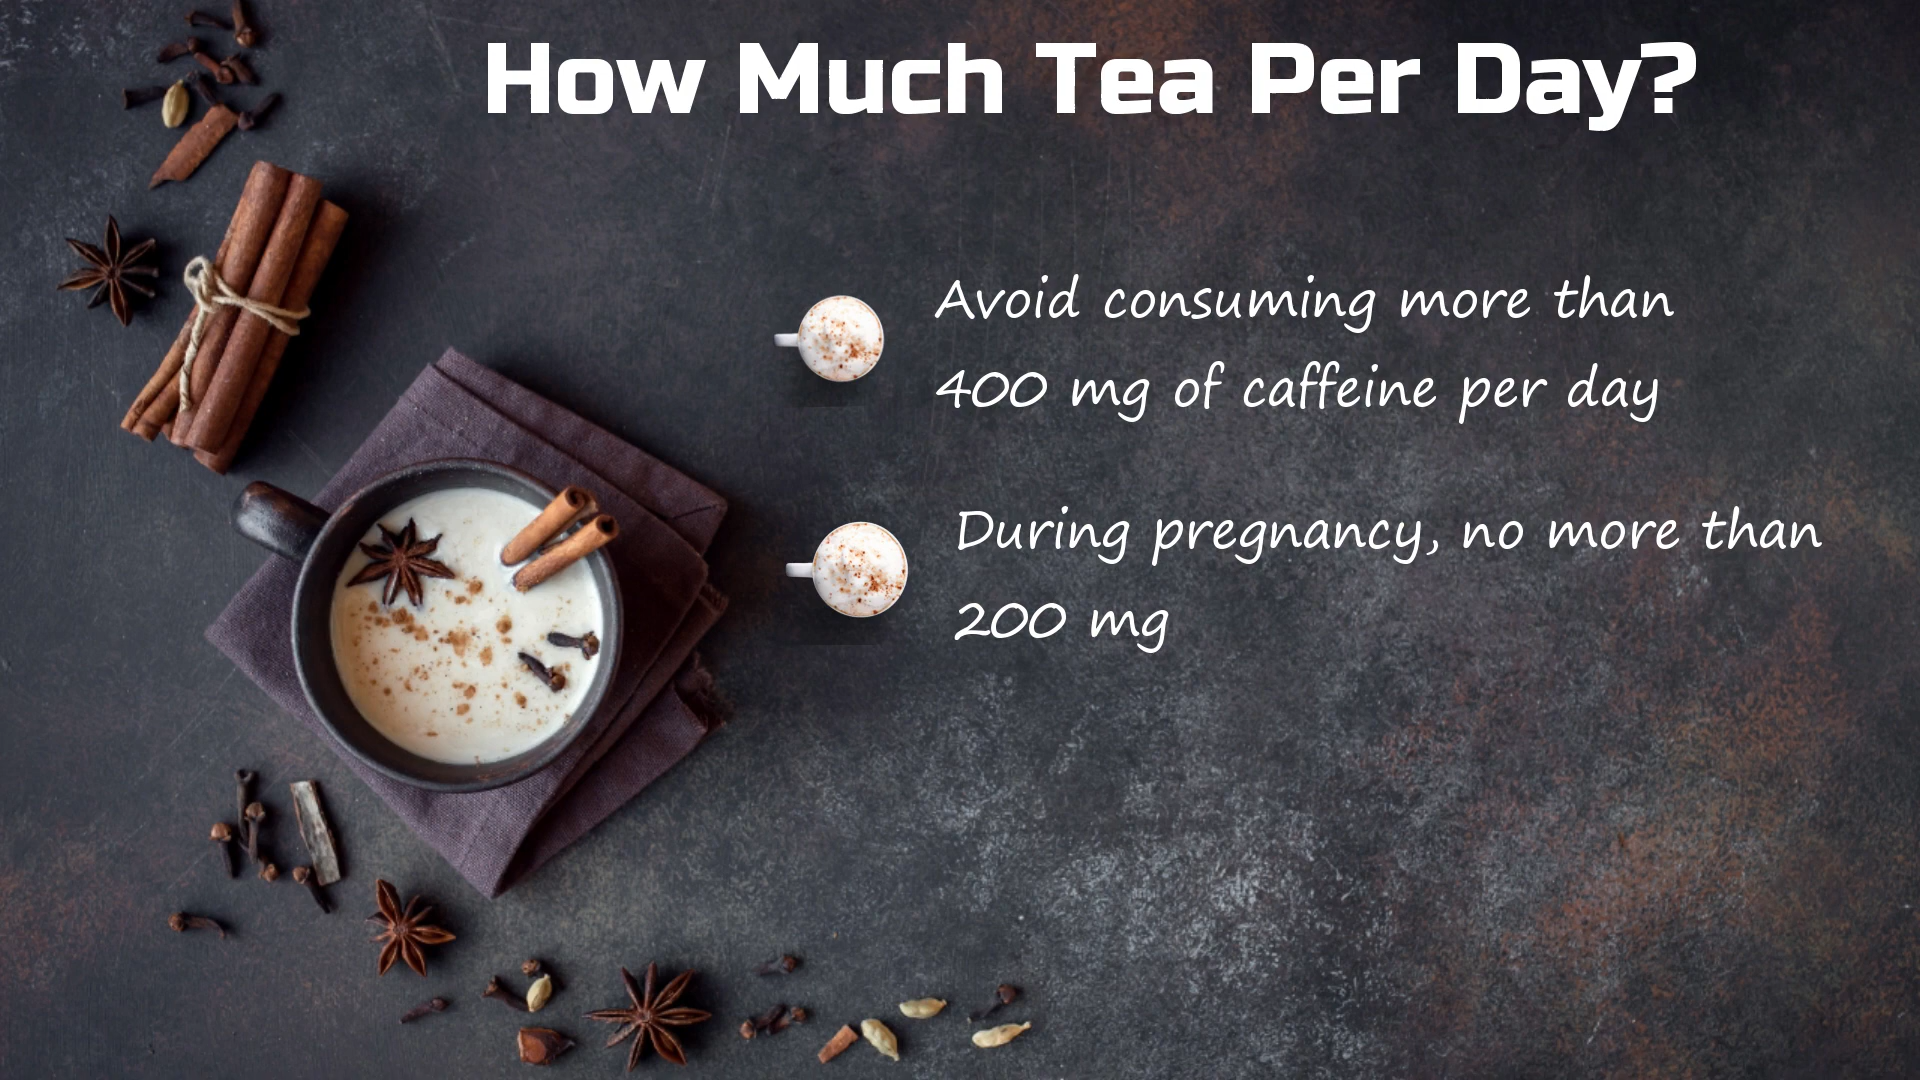 How Much Tea Per Day?
Avoid consuming more than
400 mg of caffeine per day
During pregnancy, no more than
200 mg